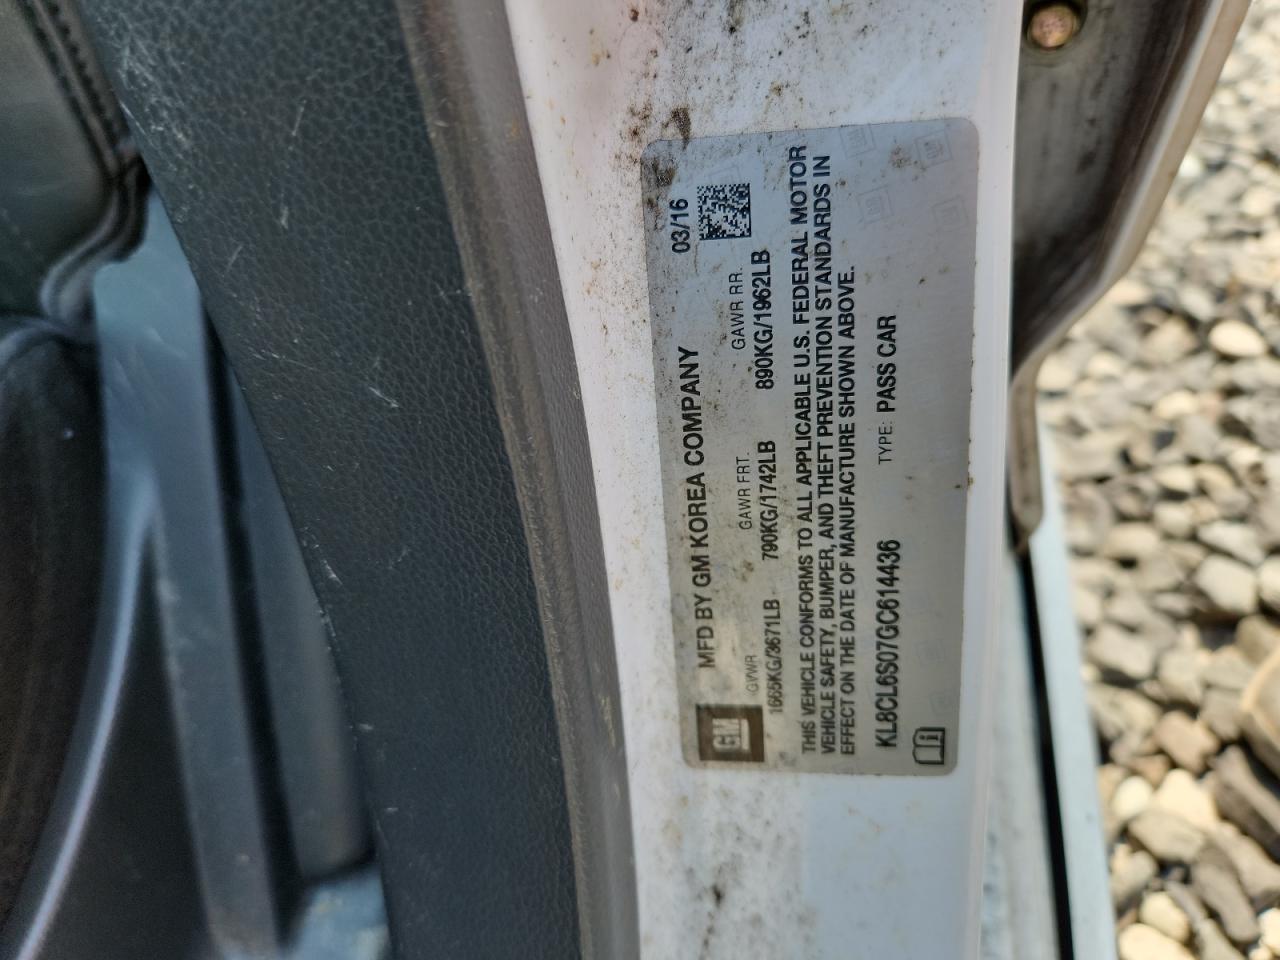 GM
MFD BY GM KOREA COMPANY 03/16
GVWR GAWR FRT. GAWR RR.
1665KG/3671LB 790KG/1742LB 890KG/1962LB
THIS VEHICLE CONFORMS TO ALL APPLICABLE U.S. FEDERAL MOTOR
VEHICLE SAFETY, BUMPER, AND THEFT PREVENTION STANDARDS IN
EFFECT ON THE DATE OF MANUFACTURE SHOWN ABOVE.
KL8CL6S07GC614436 TYPE: PASS CAR